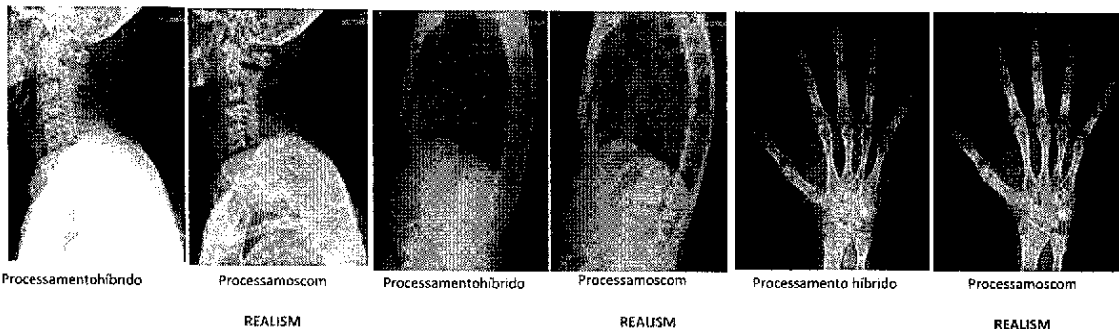 Processamentohíbrido
Processamoscom
REALISM
Processamentohíbrido
Processamoscom
REALISM
Processamento híbrido
Processamoscom
REALISM